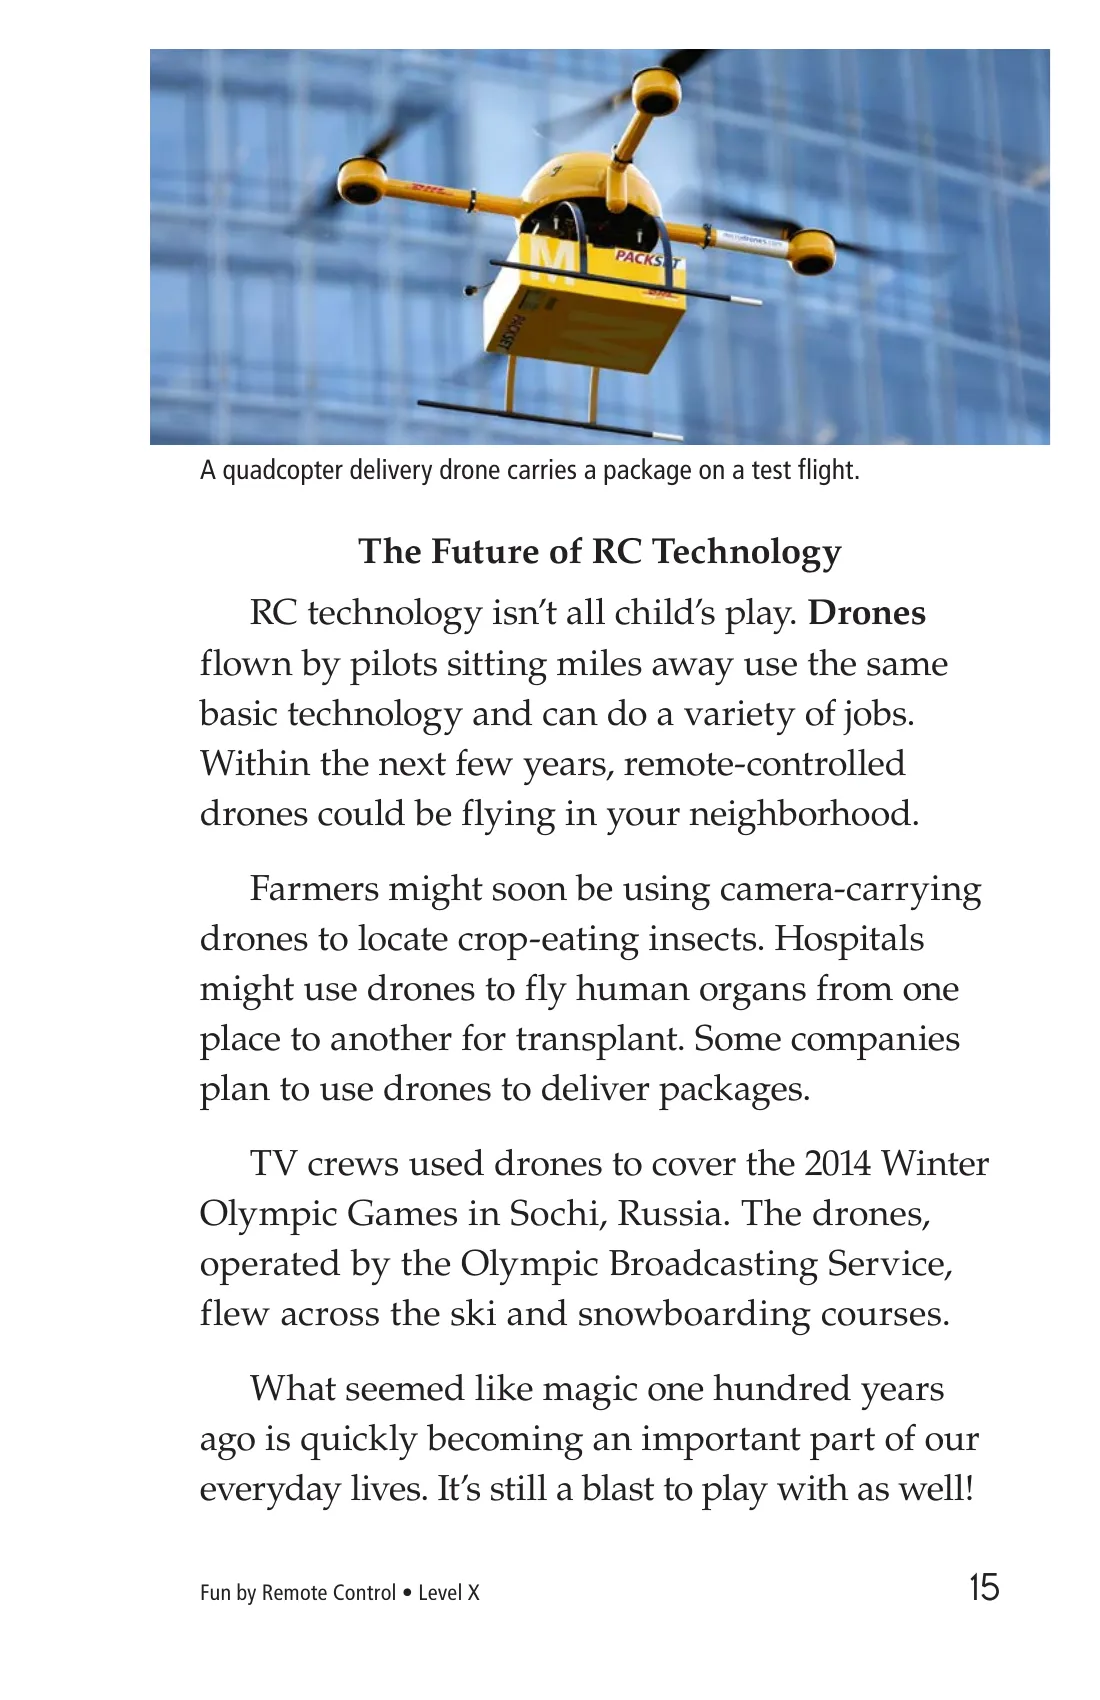 DHL
microdrones.com
M
PACKSET
DHL
PACKSET
M
A quadcopter delivery drone carries a package on a test flight.
The Future of RC Technology
RC technology isn’t all child’s play. Drones
flown by pilots sitting miles away use the same
basic technology and can do a variety of jobs.
Within the next few years, remote-controlled
drones could be flying in your neighborhood.
Farmers might soon be using camera-carrying
drones to locate crop-eating insects. Hospitals
might use drones to fly human organs from one
place to another for transplant. Some companies
plan to use drones to deliver packages.
TV crews used drones to cover the 2014 Winter
Olympic Games in Sochi, Russia. The drones,
operated by the Olympic Broadcasting Service,
flew across the ski and snowboarding courses.
What seemed like magic one hundred years
ago is quickly becoming an important part of our
everyday lives. It’s still a blast to play with as well!
Fun by Remote Control • Level X
15